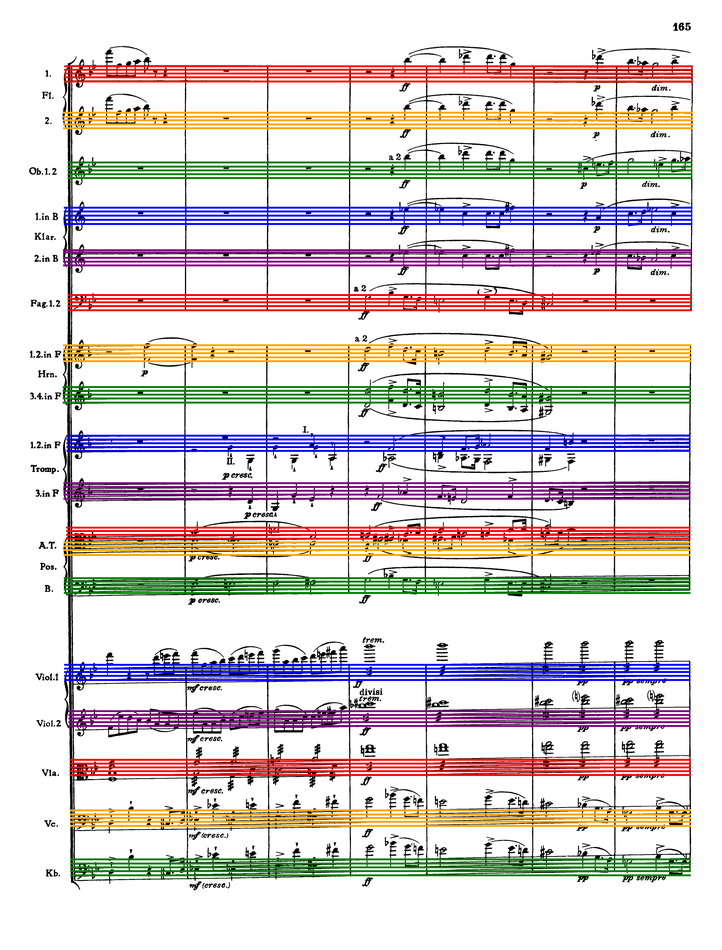 165
1.
Fl.
2.
ff
p
dim.
ff
p
dim.
a 2
Ob. 1. 2
ff
p
dim.
1. in B
Klar.
2. in B
ff
p
dim.
ff
p
dim.
a 2
Fag. 1. 2
ff
a 2
1. 2. in F
Hrn.
3. 4. in F
p
ff
ff
I.
1. 2. in F
Tromp.
3. in F
II.
p cresc.
ff
p cresc.
ff
A. T.
Pos.
B.
p cresc.
ff
p cresc.
ff
trem.
Viol. 1
mf cresc.
ff
pp
pp sempre
divisi
trem.
Viol. 2
mf cresc.
ff
pp
pp sempre
Vla.
mf cresc.
ff
pp
pp sempre
Vc.
mf (cresc.)
ff
pp
pp sempre
Kb.
mf (cresc.)
ff
pp
pp sempre